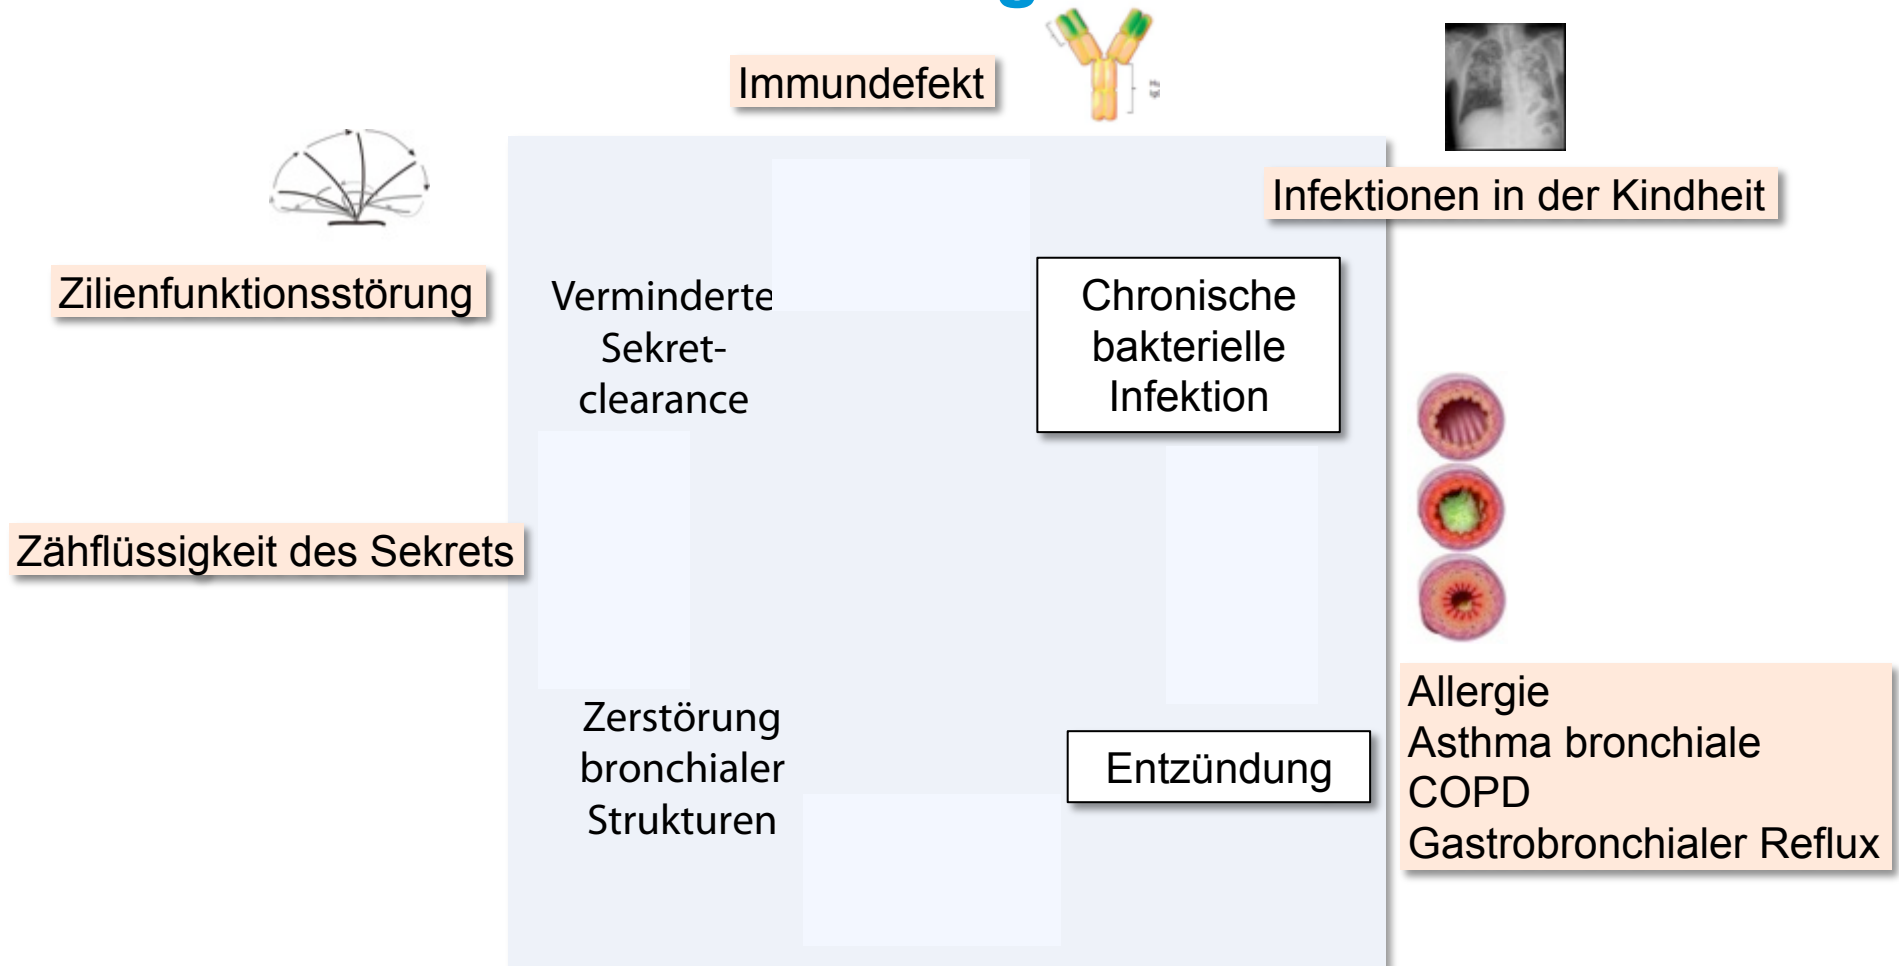 Immundefekt
Infektionen in der Kindheit
Zilienfunktionsstörung
Verminderte
Sekret-
clearance
Chronische
bakterielle
Infektion
Zähflüssigkeit des Sekrets
Zerstörung
bronchialer
Strukturen
Entzündung
Allergie
Asthma bronchiale
COPD
Gastrobronchialer Reflux